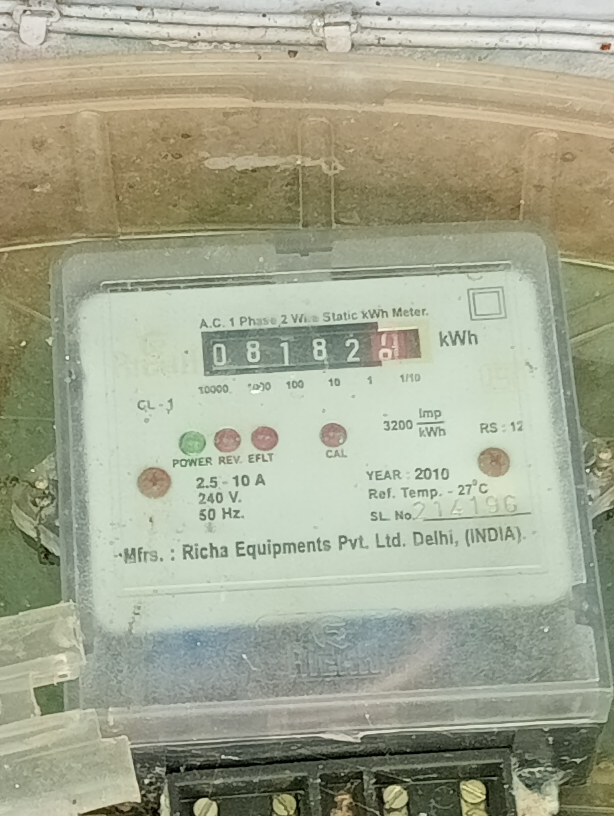 A.C. 1 Phase 2 Wire Static kWh Meter.
0 8 1 8 2 kWh
10000 1000 100 10 1 1/10
CL - 1
3200 Imp/kWh RS : 12
POWER REV. EFLT CAL
2.5 - 10 A YEAR : 2010
240 V. Ref. Temp. - 27°C
50 Hz. SL. No. 214196
Mfrs. : Richa Equipments Pvt. Ltd. Delhi, (INDIA).